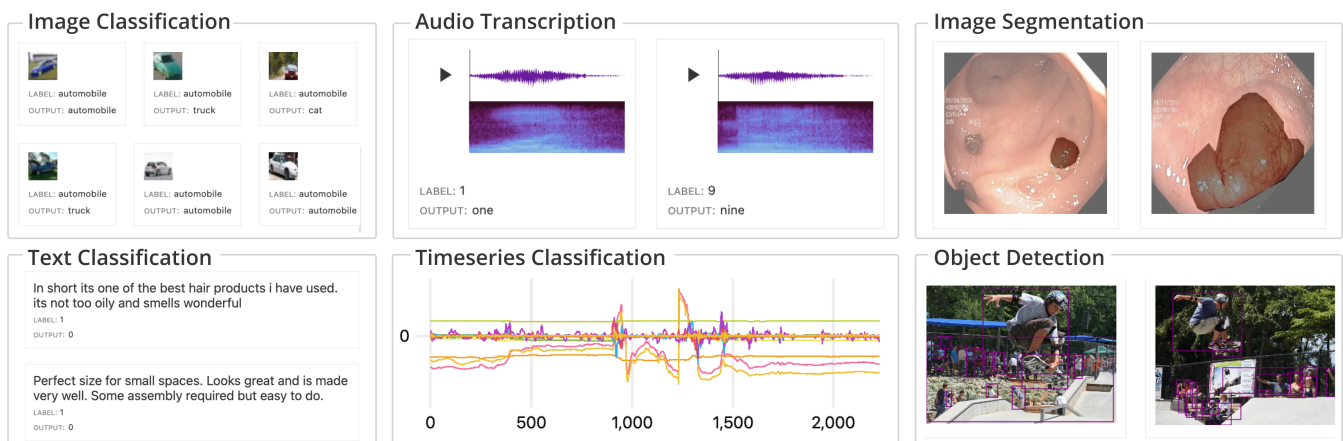 Image Classification
LABEL: automobile
OUTPUT: automobile
LABEL: automobile
OUTPUT: truck
LABEL: automobile
OUTPUT: cat
LABEL: automobile
OUTPUT: truck
LABEL: automobile
OUTPUT: automobile
LABEL: automobile
OUTPUT: automobile
Audio Transcription
LABEL: 1
OUTPUT: one
LABEL: 9
OUTPUT: nine
Image Segmentation
Text Classification
In short its one of the best hair products i have used.
its not too oily and smells wonderful
LABEL: 1
OUTPUT: 0
Perfect size for small spaces. Looks great and is made
very well. Some assembly required but easy to do.
LABEL: 1
OUTPUT: 0
Timeseries Classification
0
0 500 1,000 1,500 2,000
Object Detection